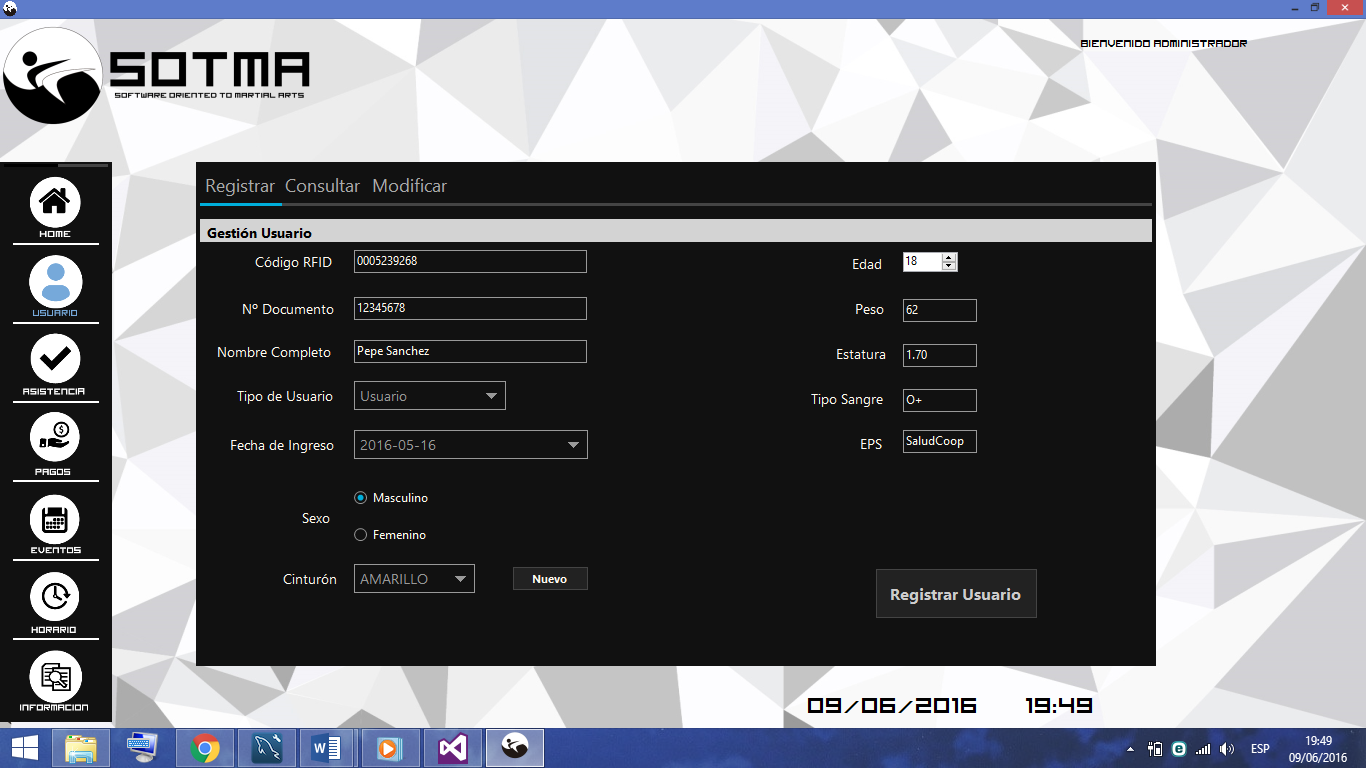 SOTMA
SOFTWARE ORIENTED TO MARTIAL ARTS
BIENVENIDO ADMINISTRADOR
HOME
USUARIO
ASISTENCIA
PAGOS
EVENTOS
HORARIO
INFORMACION
Registrar Consultar Modificar
Gestión Usuario
Código RFID 0005239268
Nº Documento 12345678
Nombre Completo Pepe Sanchez
Tipo de Usuario Usuario
Fecha de Ingreso 2016-05-16
Sexo
Masculino
Femenino
Cinturón AMARILLO Nuevo
Edad 18
Peso 62
Estatura 1.70
Tipo Sangre O+
EPS SaludCoop
Registrar Usuario
09/06/2016 19:49
ESP
19:49
09/06/2016